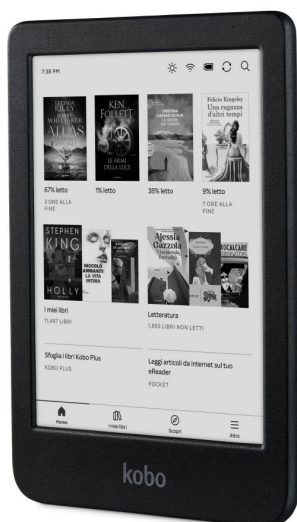 7:38 PM
LUCINDA
RILEY
HARRY
WHITTAKER
ATLAS
KEN
FOLLETT
LE ARMI
DELLA LUCE
CRISTINA
CASSAR SCALIA
Felicia Kingsley
Una ragazza
d'altri tempi
67% letto
1% letto
38% letto
9% letto
3 ORE ALLA
FINE
7 ORE ALLA
FINE
STEPHEN
KING
NICCOLÒ
AMMANITI
LA VITA
INTIMA
HOLLY
Alessia
Gazzola
ROCALCARE
I miei libri
11,487 LIBRI
Letteratura
1,853 LIBRI NON LETTI
Sfoglia i libri Kobo Plus
KOBO PLUS
Leggi articoli da Internet sul tuo
eReader
POCKET
Home
I miei libri
Scopri
Altro
kobo